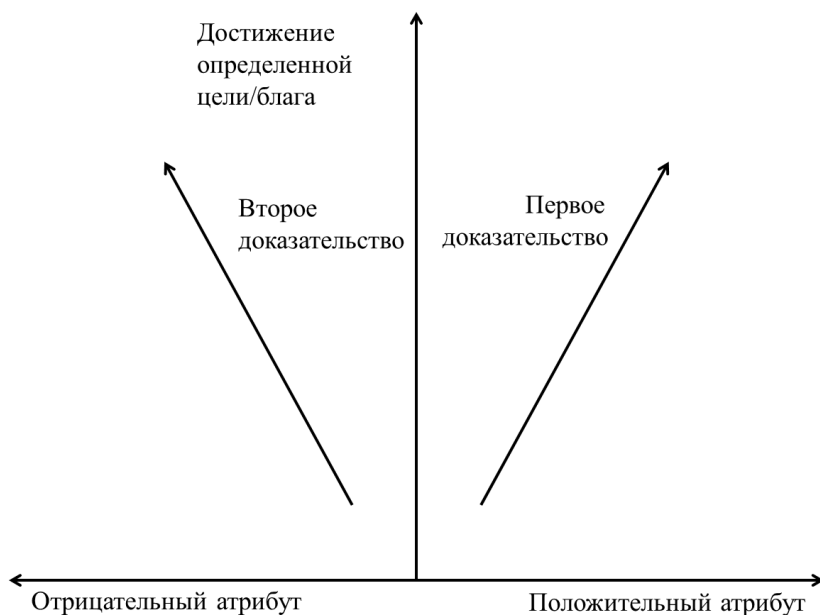 Достижение
определенной
цели/блага
Второе
доказательство
Первое
доказательство
Отрицательный атрибут
Положительный атрибут